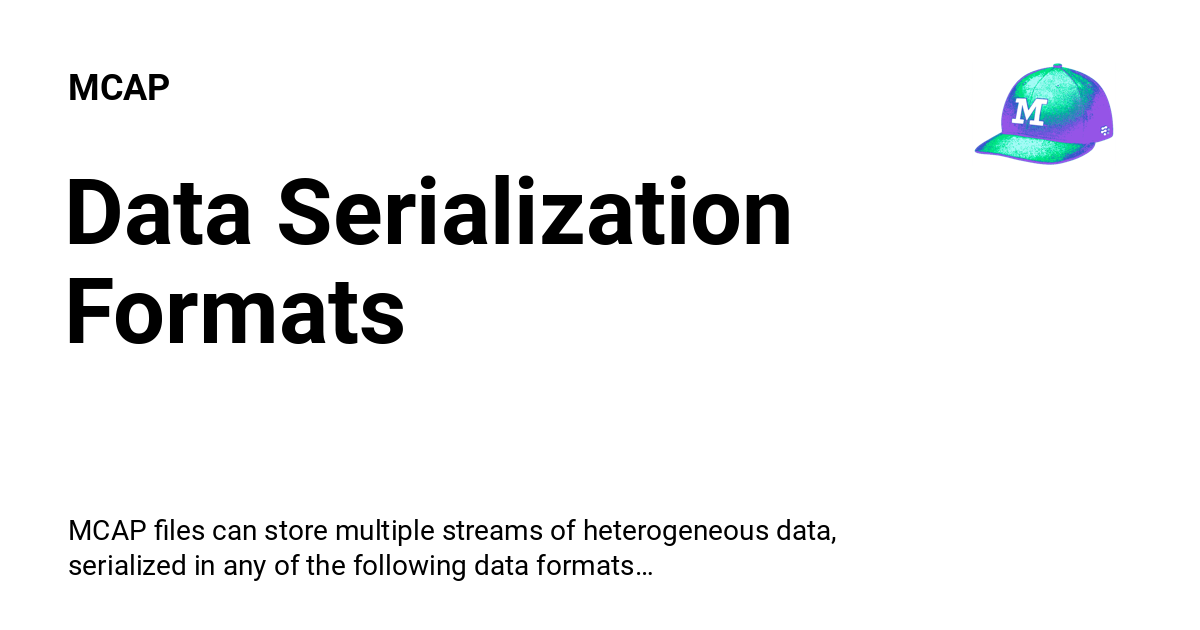 MCAP
M
Data Serialization
Formats
MCAP files can store multiple streams of heterogeneous data,
serialized in any of the following data formats…